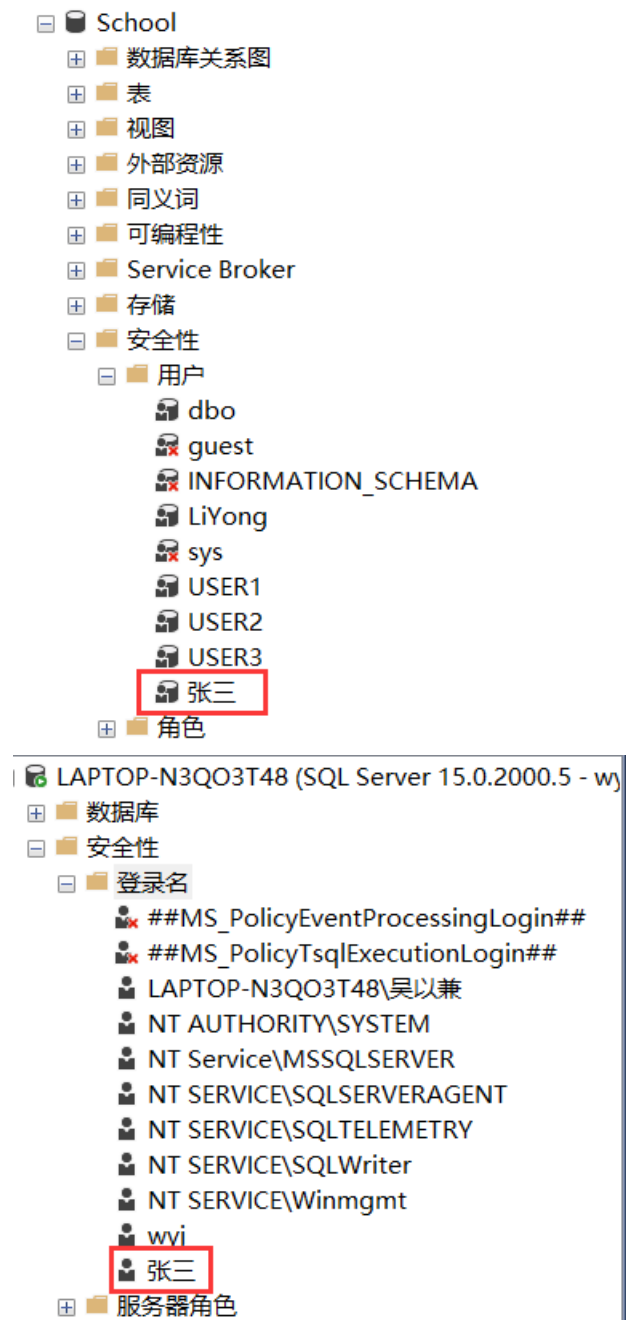 School
数据库关系图
表
视图
外部资源
同义词
可编程性
Service Broker
存储
安全性
用户
dbo
guest
INFORMATION_SCHEMA
LiYong
sys
USER1
USER2
USER3
张三
角色
LAPTOP-N3QO3T48 (SQL Server 15.0.2000.5 - wy
数据库
安全性
登录名
##MS_PolicyEventProcessingLogin##
##MS_PolicyTsqlExecutionLogin##
LAPTOP-N3QO3T48\吴以兼
NT AUTHORITY\SYSTEM
NT Service\MSSQLSERVER
NT SERVICE\SQLSERVERAGENT
NT SERVICE\SQLTELEMETRY
NT SERVICE\SQLWriter
NT SERVICE\Winmgmt
wyj
张三
服务器角色